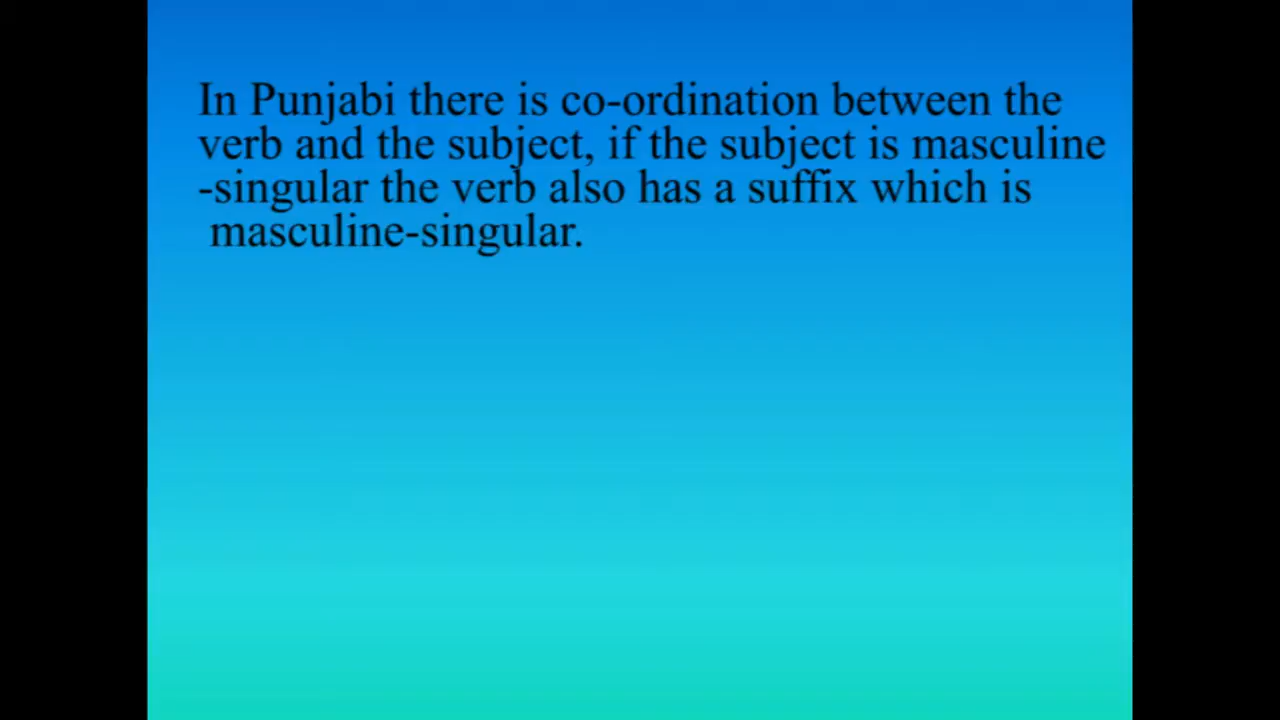 In Punjabi there is co-ordination between the
verb and the subject, if the subject is masculine
-singular the verb also has a suffix which is
masculine-singular.